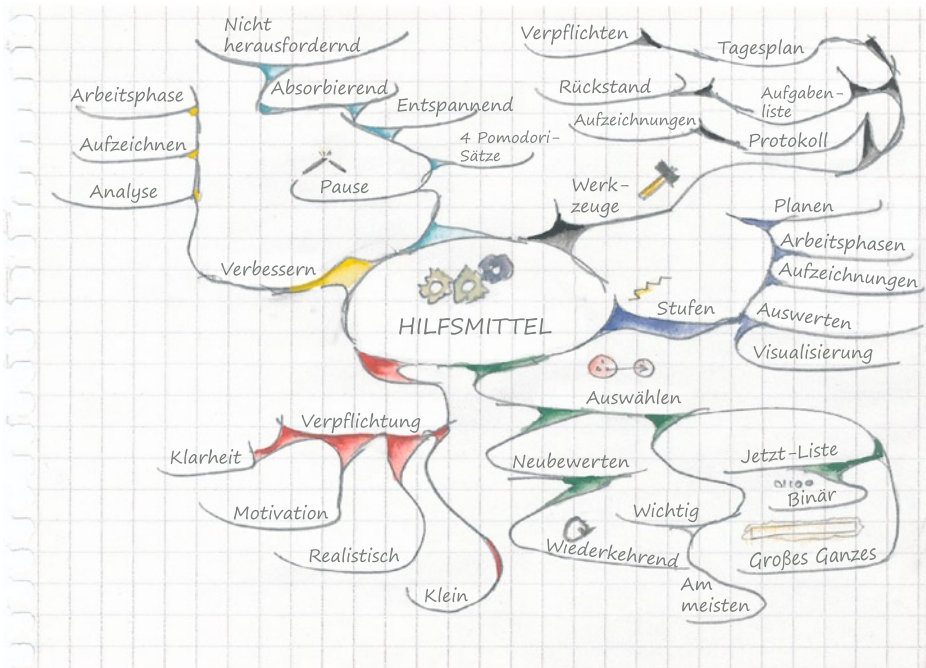 Nicht
herausfordernd
Absorbierend
Entspannend
4 Pomodori-
Sätze
Pause
Arbeitsphase
Aufzeichnen
Analyse
Verbessern
Verpflichten
Tagesplan
Rückstand
Aufgaben-
liste
Aufzeichnungen
Protokoll
Werk-
zeuge
Planen
Arbeitsphasen
Aufzeichnungen
Stufen
Auswerten
Visualisierung
HILFSMITTEL
Auswählen
Verpflichtung
Klarheit
Motivation
Realistisch
Klein
Neubewerten
Jetzt-Liste
Binär
Wichtig
Großes Ganzes
Wiederkehrend
Am
meisten